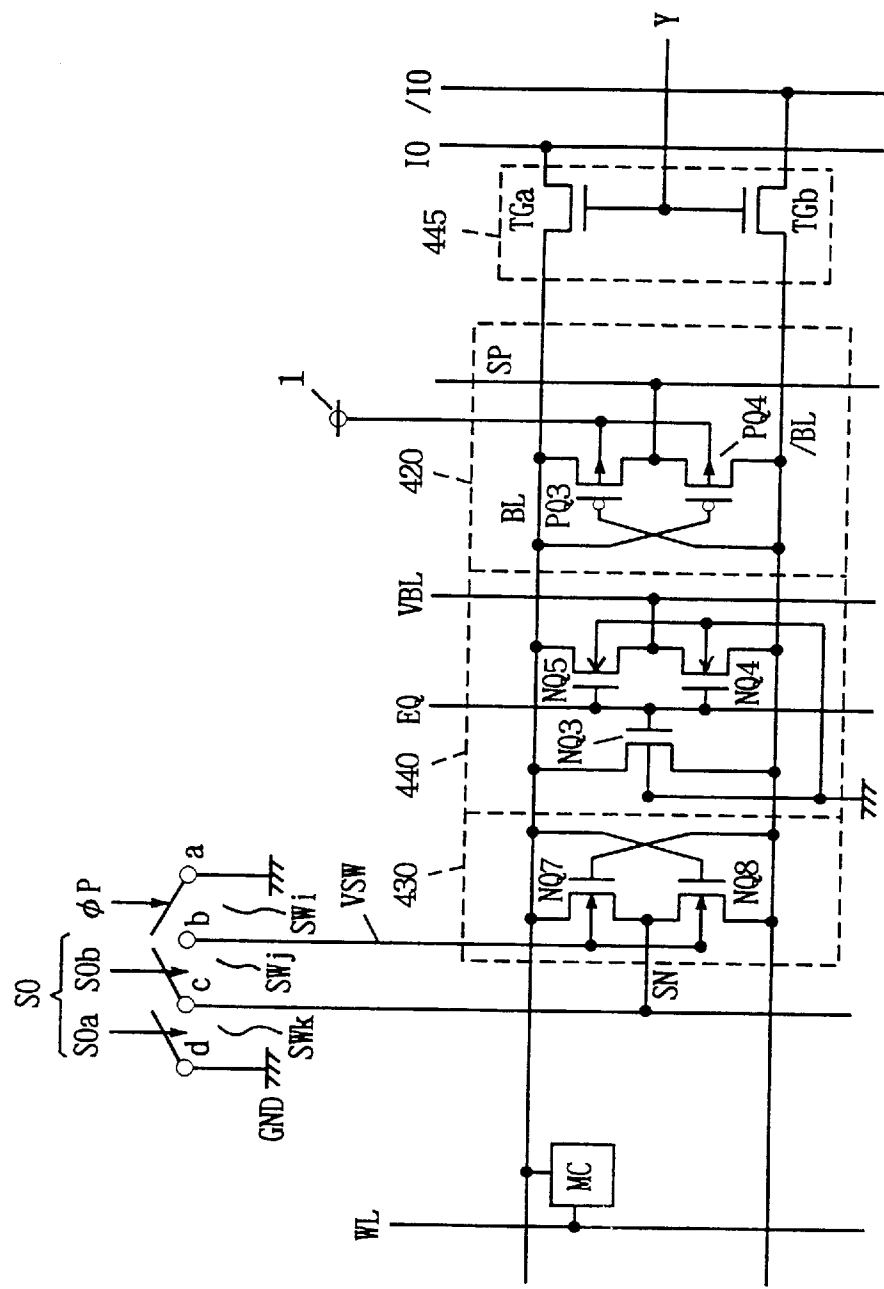 SO
SOa
SOb
φP
d
c
b
a
SWk
SWj
SWi
GND
VSW
1
WL
MC
430
440
420
445
EQ
VBL
SP
IO
/IO
Y
BL
/BL
SN
NQ7
NQ8
NQ3
NQ5
NQ4
PQ3
PQ4
TGa
TGb